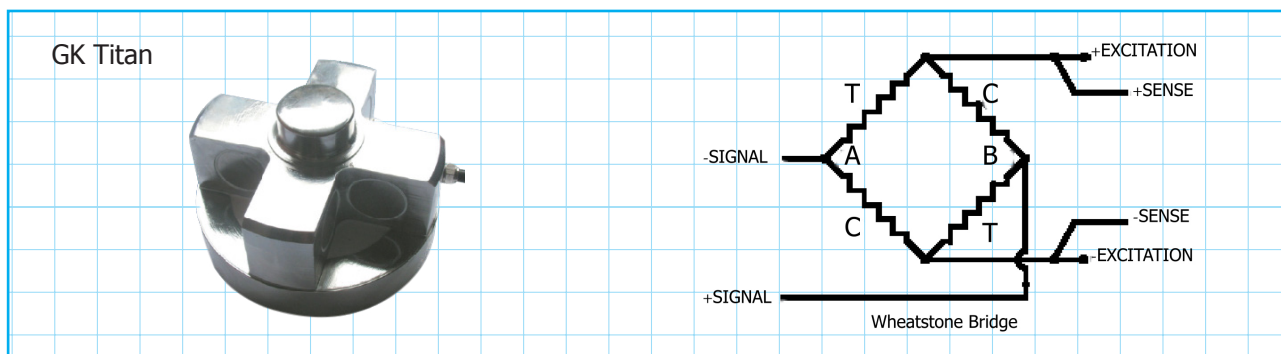 GK Titan
+EXCITATION
T
C
+SENSE
-SIGNAL
A
B
-SENSE
C
T
-EXCITATION
+SIGNAL
Wheatstone Bridge